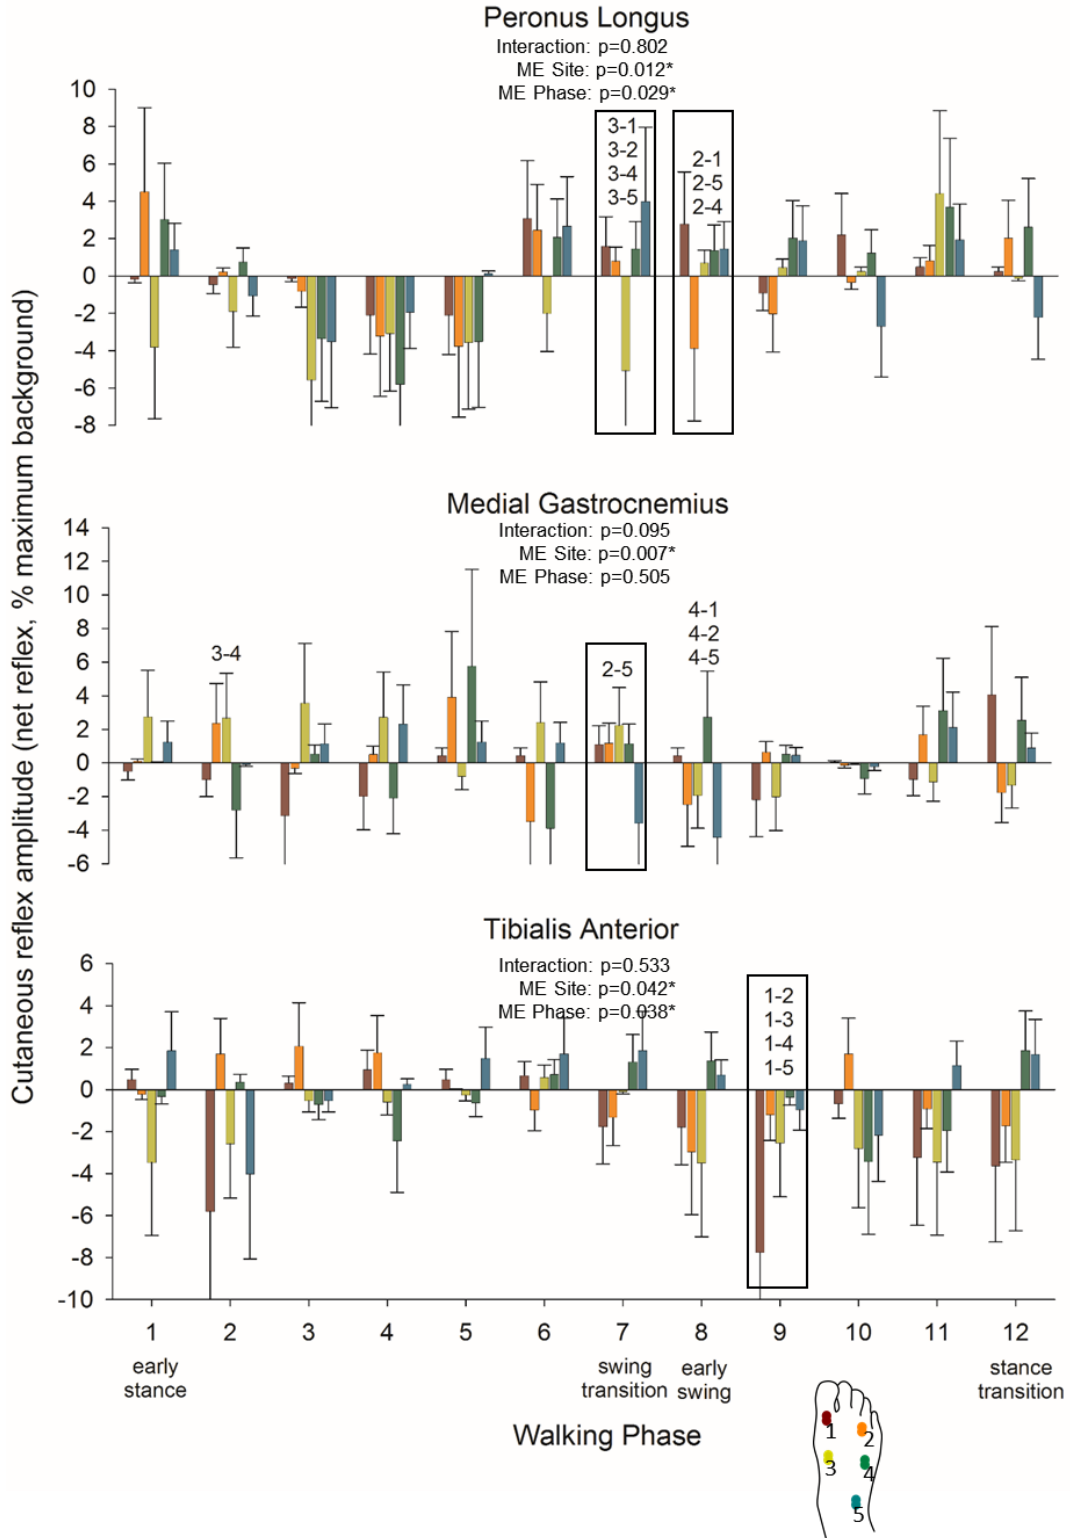 Peronus Longus
Interaction: p=0.802
ME Site: p=0.012*
ME Phase: p=0.029*
10
8
6
4
2
0
-2
-4
-6
-8
3-1
3-2
3-4
3-5
2-1
2-5
2-4
Cutaneous reflex amplitude (net reflex, % maximum background)
Medial Gastrocnemius
Interaction: p=0.095
ME Site: p=0.007*
ME Phase: p=0.505
14
12
10
8
6
4
2
0
-2
-4
-6
3-4
2-5
4-1
4-2
4-5
Tibialis Anterior
Interaction: p=0.533
ME Site: p=0.042*
ME Phase: p=0.038*
6
4
2
0
-2
-4
-6
-8
-10
1-2
1-3
1-4
1-5
1 2 3 4 5 6 7 8 9 10 11 12
early stance
swing transition
early swing
stance transition
Walking Phase
1
2
3
4
5